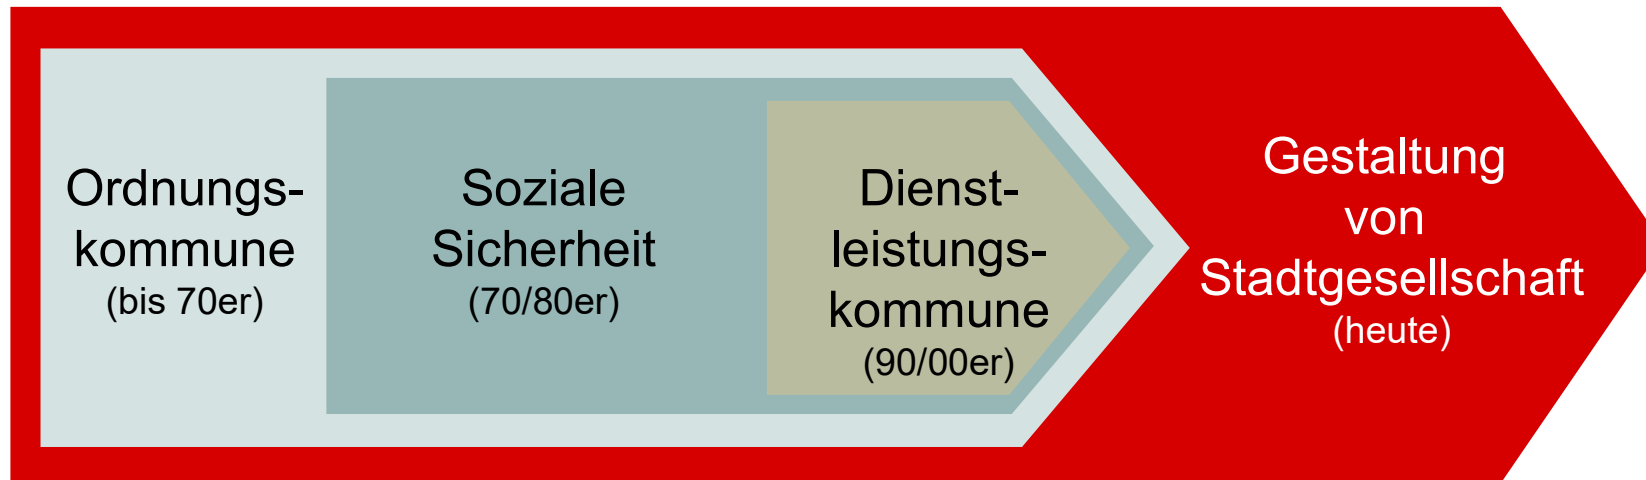 Ordnungs-
kommune
(bis 70er)
Soziale
Sicherheit
(70/80er)
Dienst-
leistungs-
kommune
(90/00er)
Gestaltung
von
Stadtgesellschaft
(heute)